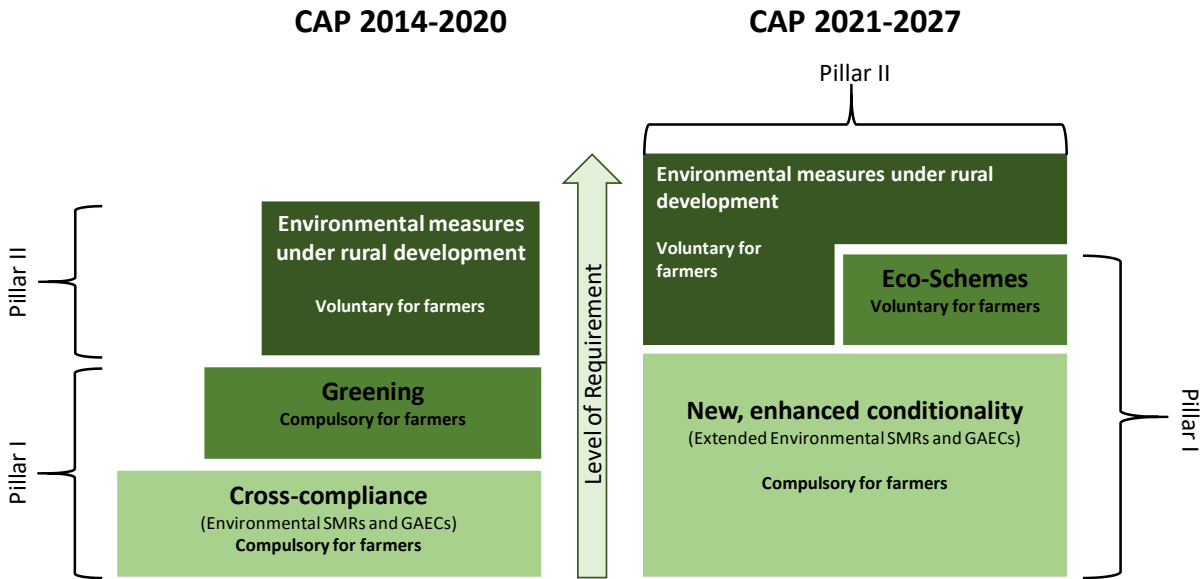 CAP 2014-2020
Pillar II
Environmental measures
under rural development
Voluntary for farmers
Pillar I
Greening
Compulsory for farmers
Cross-compliance
(Environmental SMRs and GAECs)
Compulsory for farmers
Level of Requirement
CAP 2021-2027
Pillar II
Environmental measures under rural
development
Voluntary for
farmers
Eco-Schemes
Voluntary for farmers
New, enhanced conditionality
(Extended Environmental SMRs and GAECs)
Compulsory for farmers
Pillar I